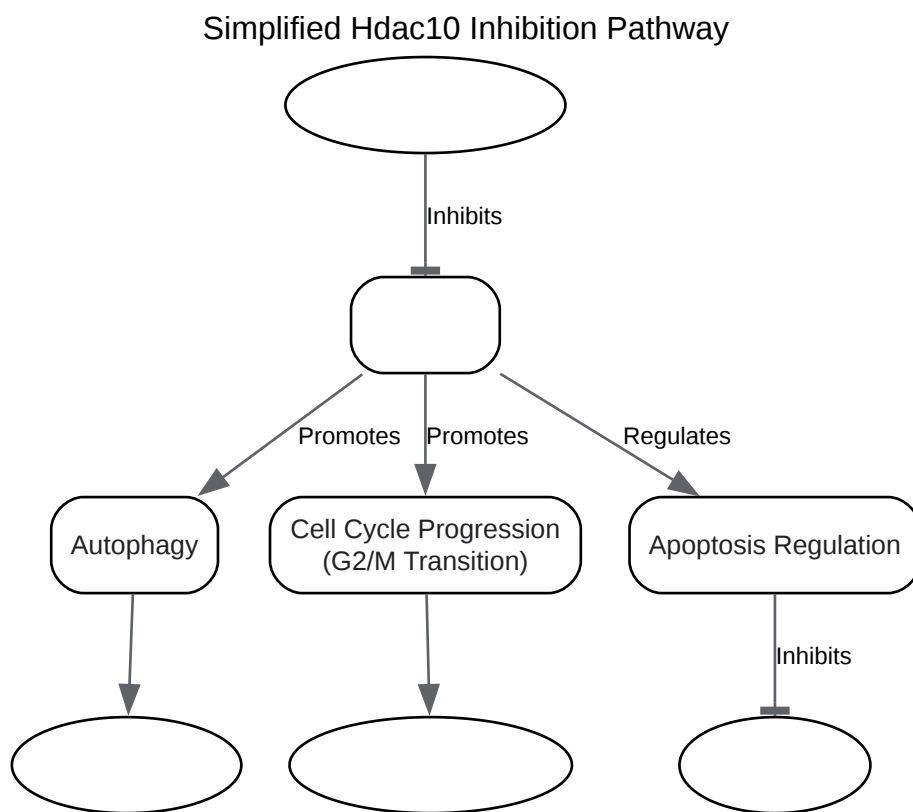 Simplified Hdac10 Inhibition Pathway
Inhibits
Promotes
Promotes
Regulates
Autophagy
Cell Cycle Progression
(G2/M Transition)
Apoptosis Regulation
Inhibits